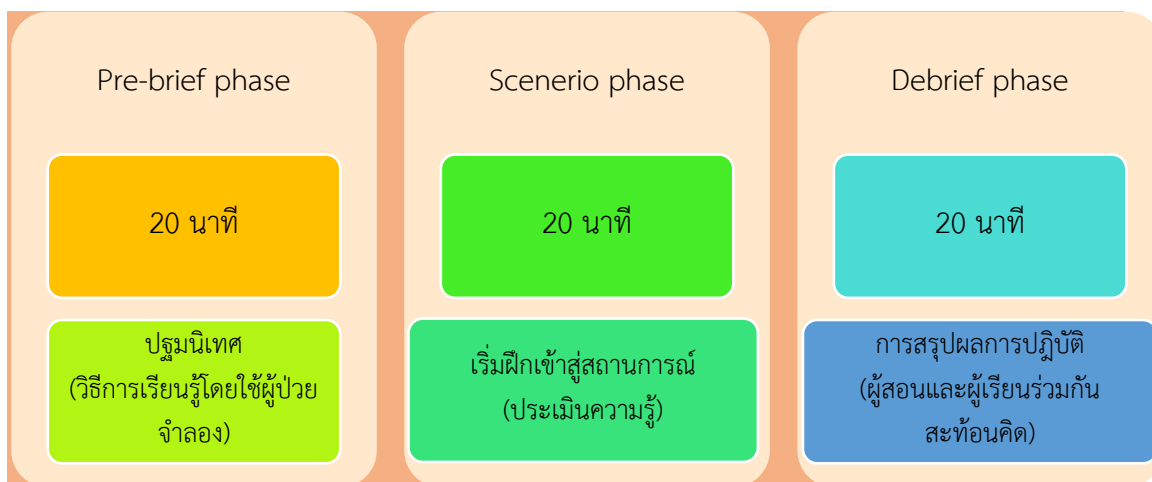 Pre-brief phase
20 นาที
ปฐมนิเทศ
(วิธีการเรียนรู้โดยใช้ผู้ป่วย
จำลอง)
Scenerio phase
20 นาที
เริ่มฝึกเข้าสู่สถานการณ์
(ประเมินความรู้)
Debrief phase
20 นาที
การสรุปผลการปฏิบัติ
(ผู้สอนและผู้เรียนร่วมกัน
สะท้อนคิด)